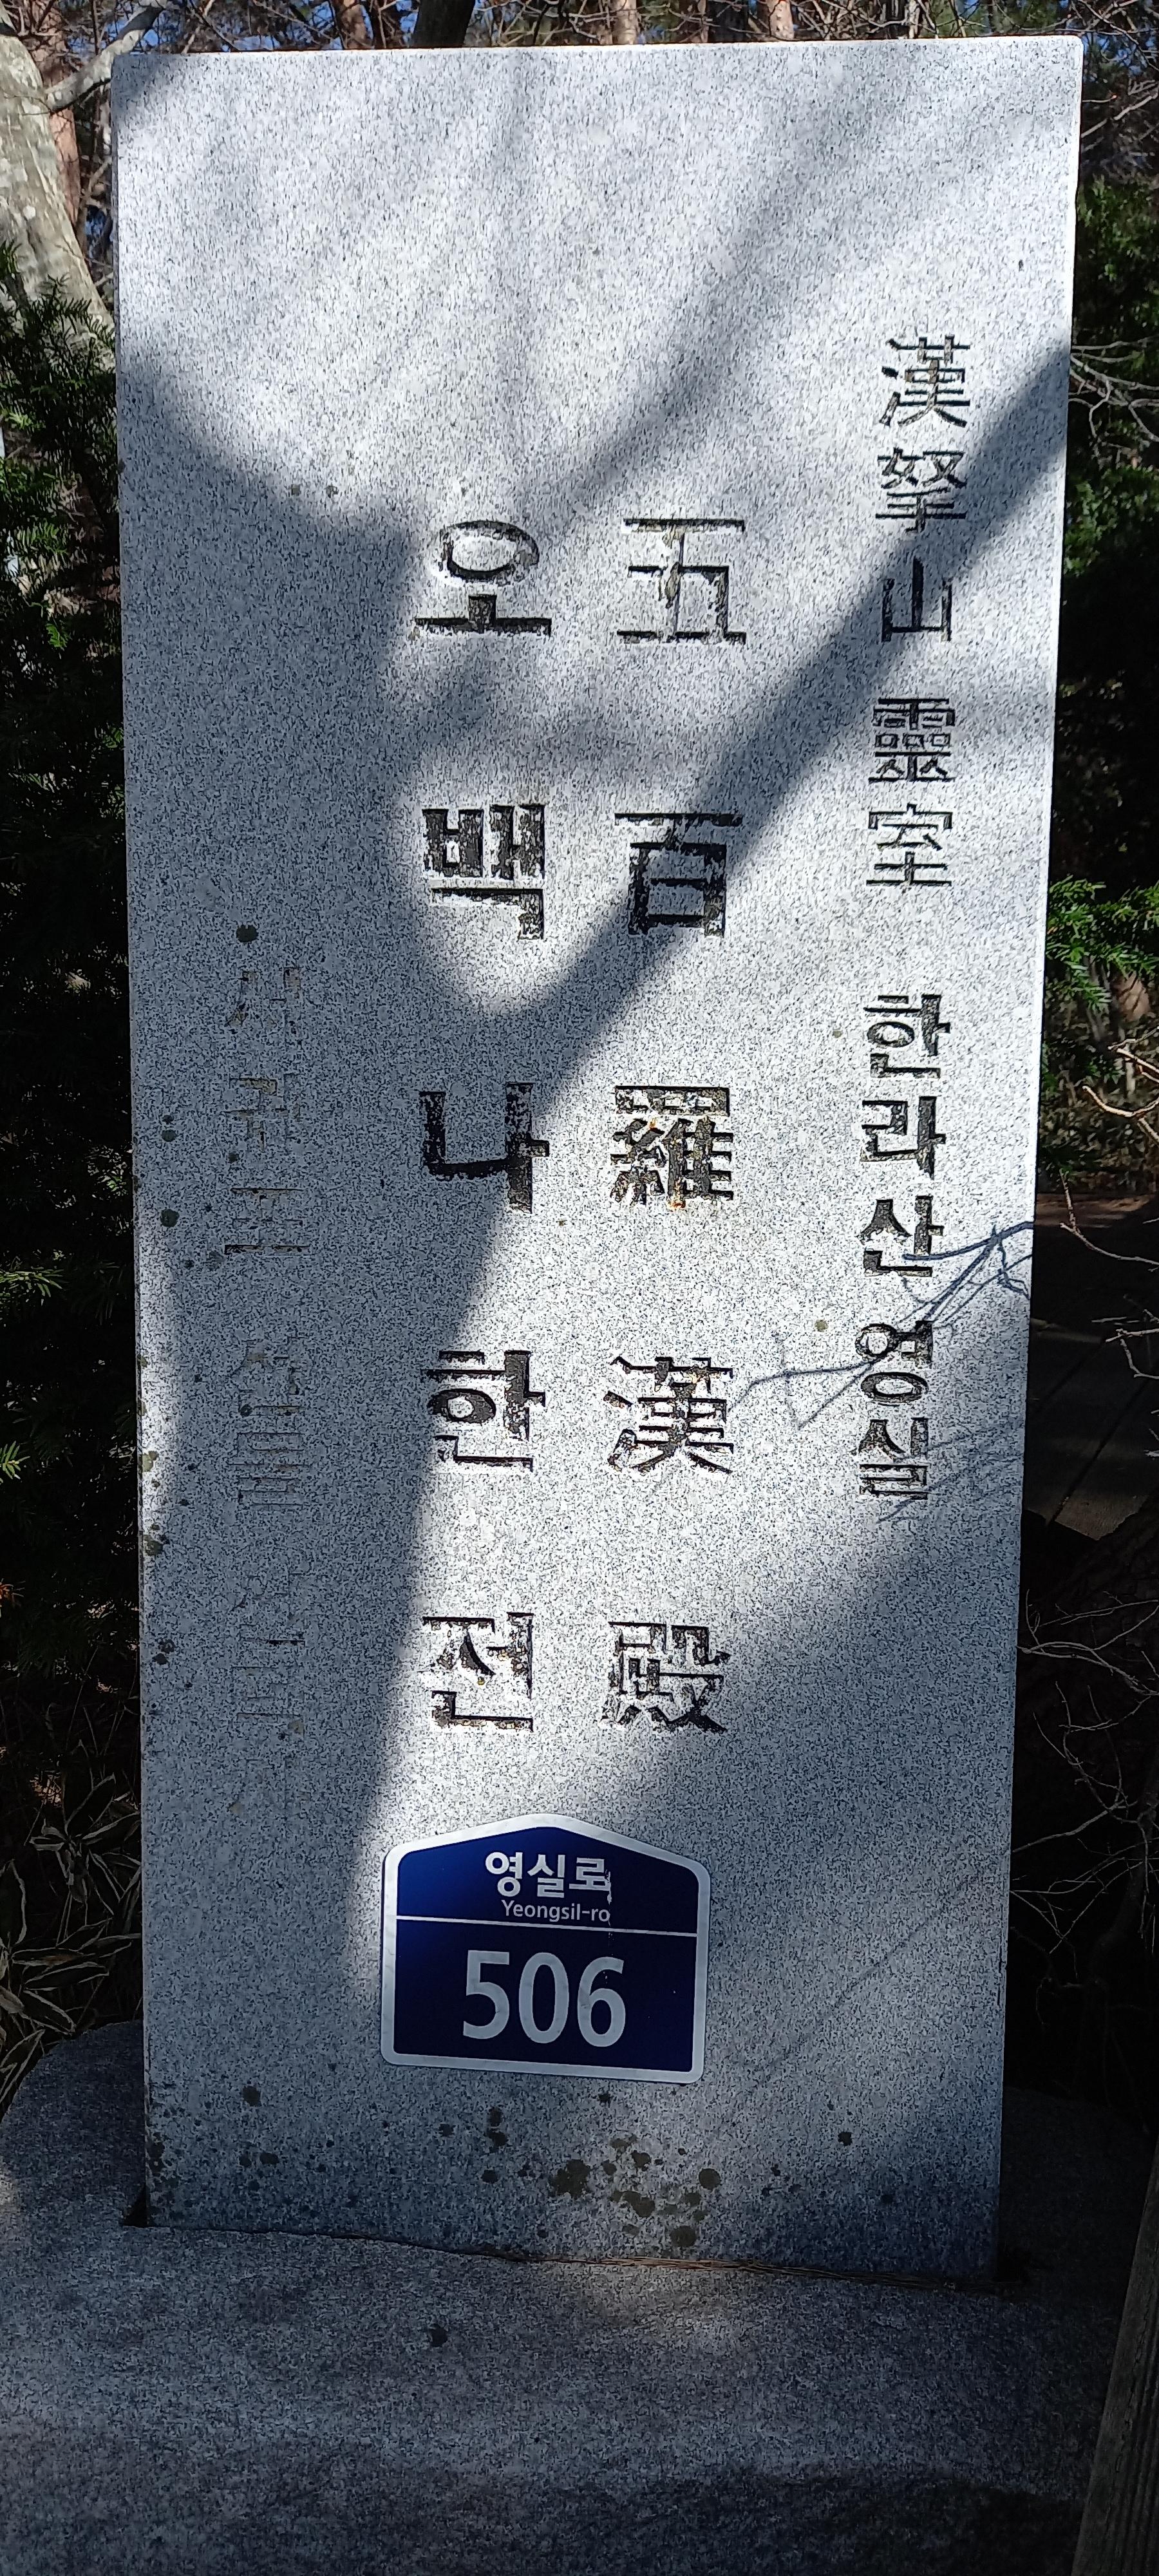 漢拏山 靈室 한라산 영실
五百羅漢殿
오백나한전
영실로
Yeongsil-ro
506